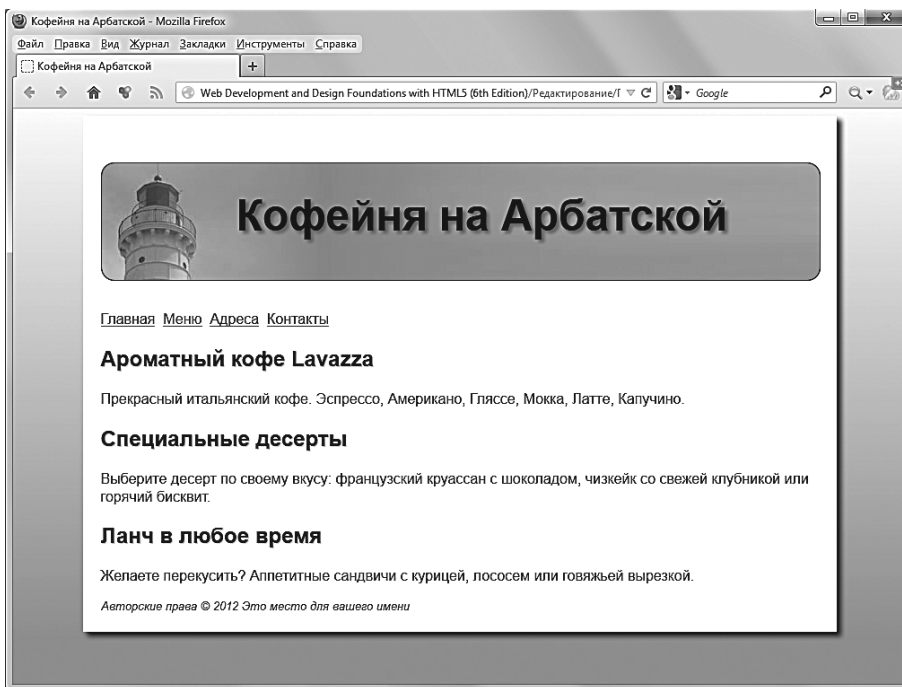 Кофейня на Арбатской - Mozilla Firefox
Файл Правка Вид Журнал Закладки Инструменты Справка
Кофейня на Арбатской +
Web Development and Design Foundations with HTML5 (6th Edition)/Редактирование/ Google
Кофейня на Арбатской
Главная Меню Адреса Контакты
Ароматный кофе Lavazza
Прекрасный итальянский кофе. Эспрессо, Американо, Гляссе, Мокка, Латте, Капучино.
Специальные десерты
Выберите десерт по своему вкусу: французский круассан с шоколадом, чизкейк со свежей клубникой или
горячий бисквит.
Ланч в любое время
Желаете перекусить? Аппетитные сандвичи с курицей, лососем или говяжьей вырезкой.
Авторские права © 2012 Это место для вашего имени